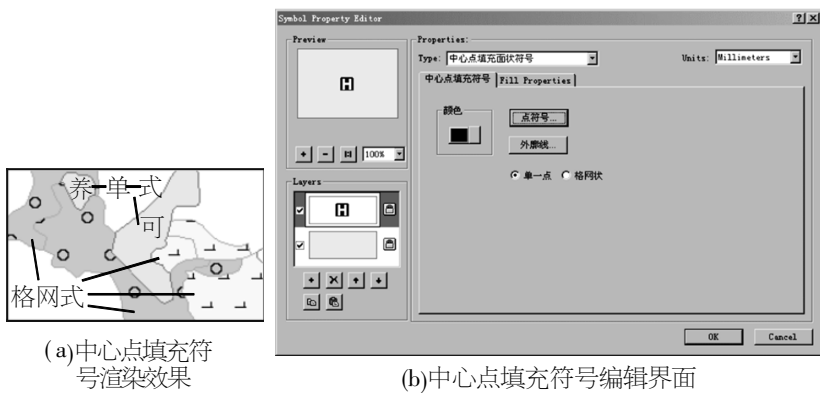 养 单 式
可
格网式
(a)中心点填充符
号渲染效果
Symbol Property Editor
Preview
100%
Layers
Properties:
Type: 中心点填充面状符号
Units: Millimeters
中心点填充符号 Fill Properties
颜色
点符号...
外廓线...
单一点 格网状
OK Cancel
(b)中心点填充符号编辑界面